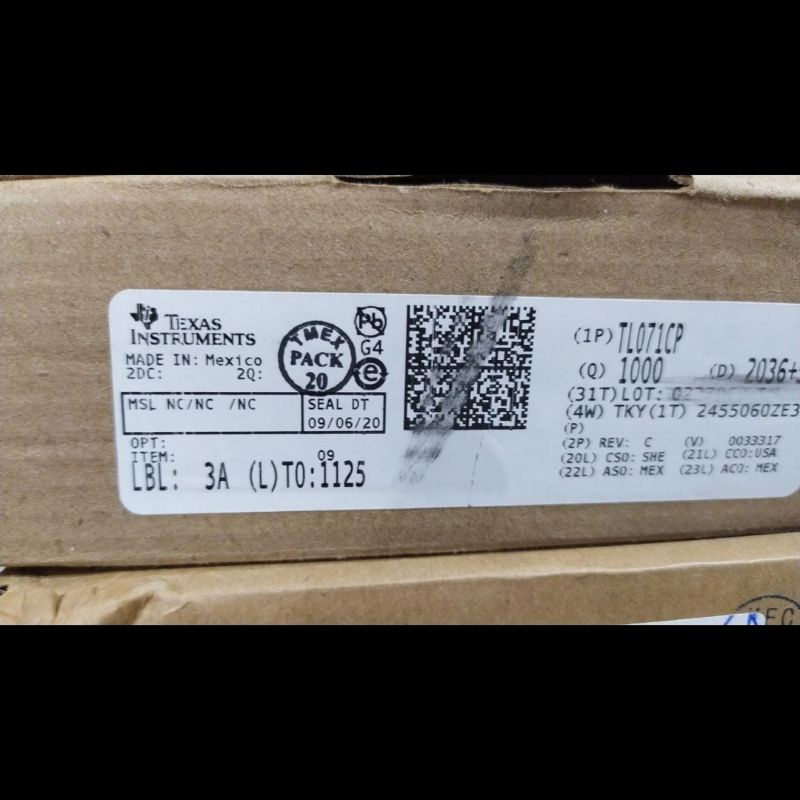 TEXAS
INSTRUMENTS
MADE IN: Mexico
2DC: 2Q:
TMEX
PACK
20
Pb
G4
e
MSL NC/NC /NC
SEAL DT
09/06/20
OPT:
ITEM: 09
LBL: 3A (L)TO:1125
(1P) TL071CP
(Q) 1000 (D) 2036+
(31T)LOT:
(4W) TKY(1T) 2455060ZE3
(P)
(2P) REV: C (V) 0033317
(20L) CSO: SHE (21L) CCO:USA
(22L) ASO: MEX (23L) ACO: MEX